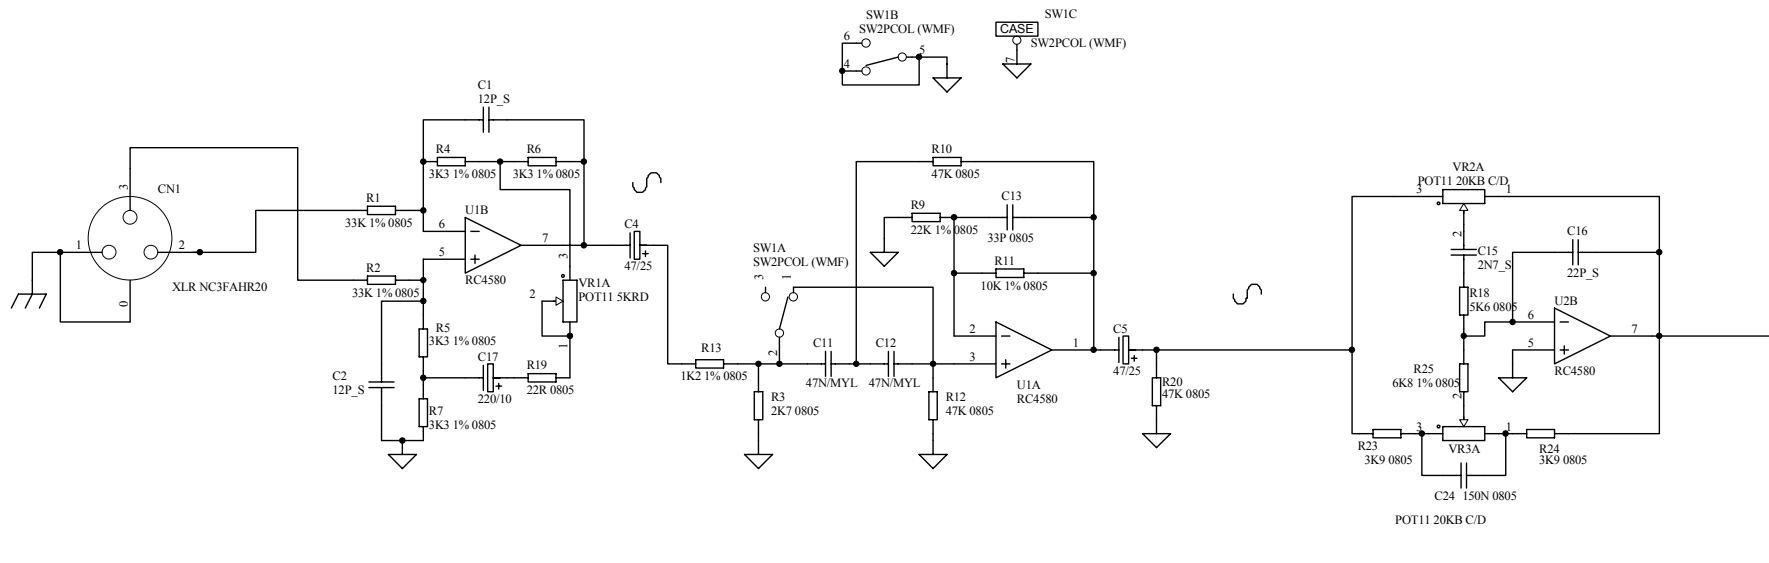 SW1B
SW2PCOL (WMF)
6
5
4
SW1C
CASE
SW2PCOL (WMF)
7
C1
12P_S
R4
3K3 1% 0805
R6
3K3 1% 0805
3
CN1
1
2
0
XLR NC3FAHR20
R1
33K 1% 0805
R2
33K 1% 0805
U1B
6
5
7
RC4580
C4
47/25
3
2
VR1A
POT11 5KRD
1
R5
3K3 1% 0805
C17
220/10
R19
22R 0805
C2
12P_S
R7
3K3 1% 0805
R10
47K 0805
R9
22K 1% 0805
C13
33P 0805
R11
10K 1% 0805
SW1A
SW2PCOL (WMF)
3
1
2
R13
1K2 1% 0805
C11
47N/MYL
C12
47N/MYL
R3
2K7 0805
R12
47K 0805
2
3
1
U1A
RC4580
C5
47/25
R20
47K 0805
VR2A
POT11 20KB C/D
3
1
2
C15
2N7_S
C16
22P_S
R18
5K6 0805
U2B
6
5
7
RC4580
R25
6K8 1% 0805
2
3
1
R23
3K9 0805
VR3A
R24
3K9 0805
C24 150N 0805
POT11 20KB C/D